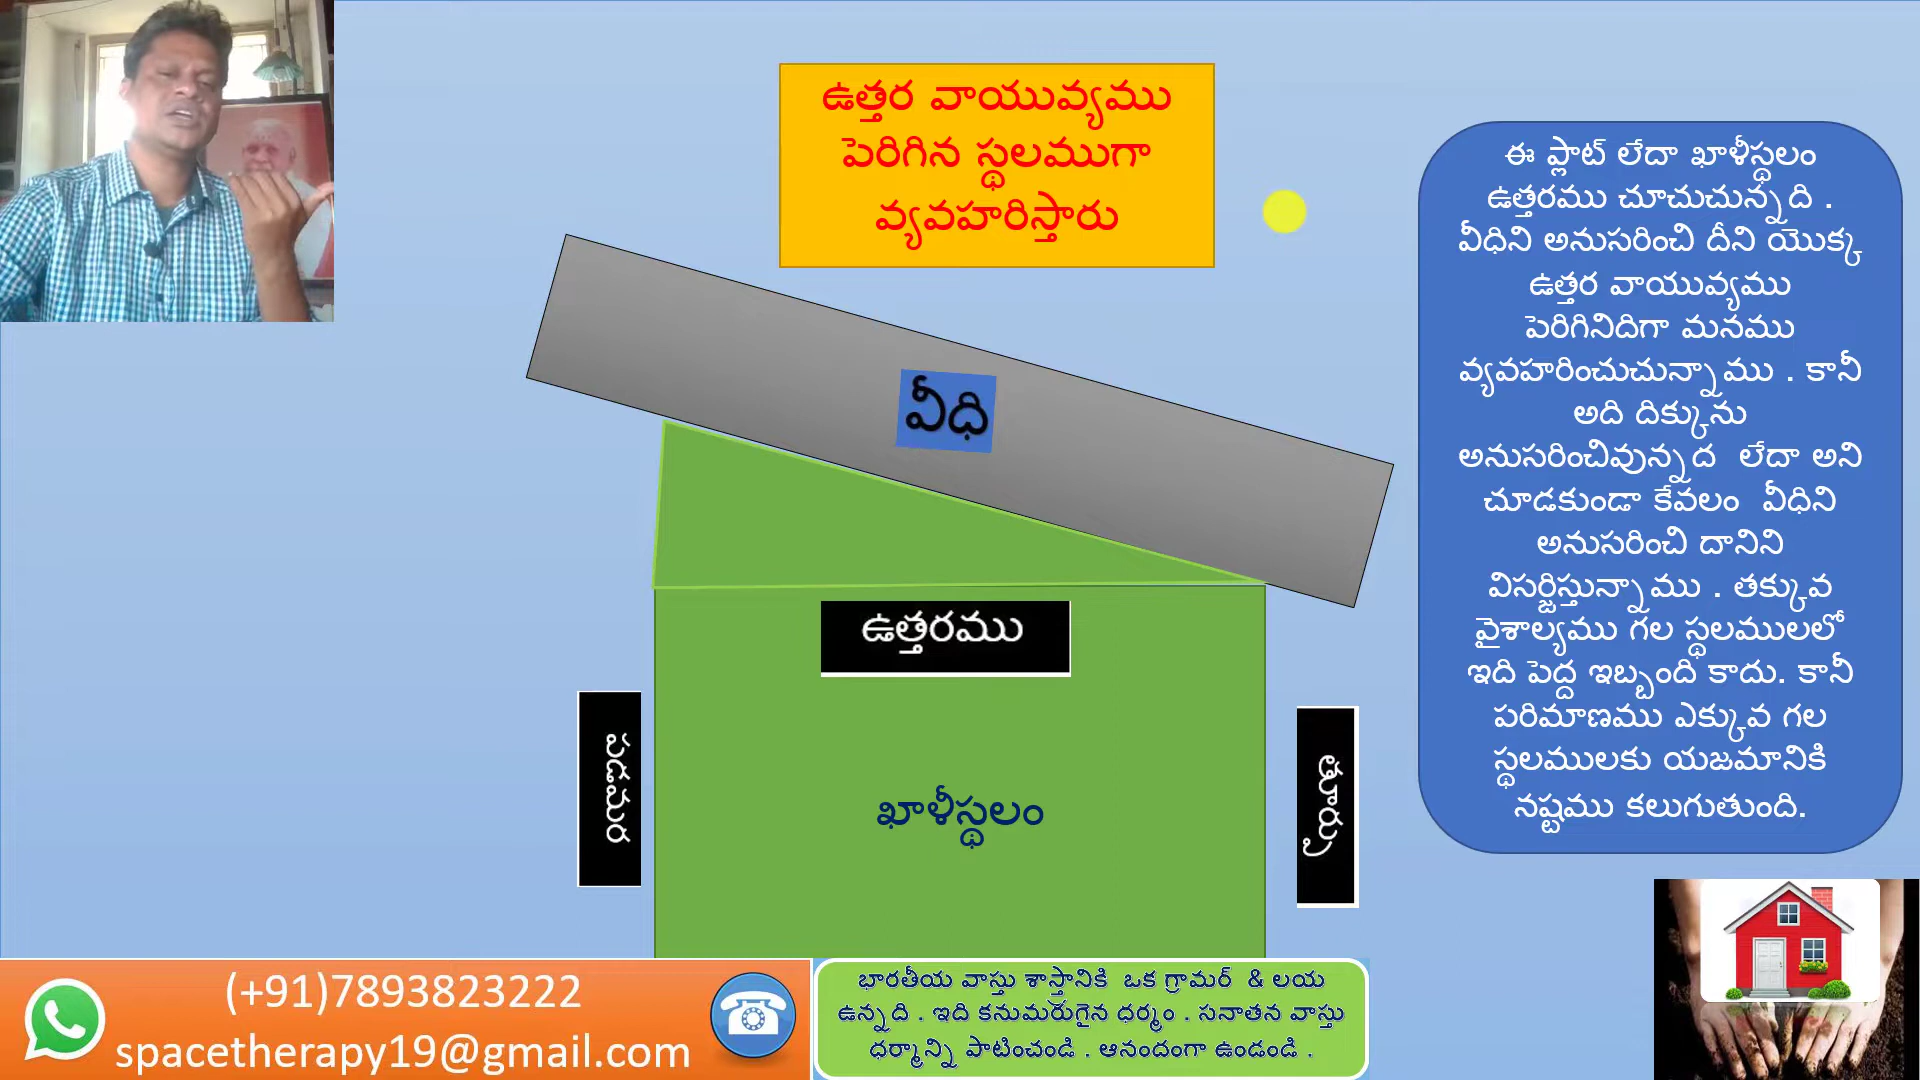 ఉత్తర వాయువ్యము
పెరిగిన స్థలముగా
వ్యవహరిస్తారు
వీధి
ఉత్తరము
పడమర
తూర్పు
ఖాళీస్థలం
ఈ ప్లాట్ లేదా ఖాళీస్థలం
ఉత్తరము చూచుచున్నది .
వీధిని అనుసరించి దీని యొక్క
ఉత్తర వాయువ్యము
పెరిగినిదిగా మనము
వ్యవహరించుచున్నాము . కానీ
అది దిక్కును
అనుసరించివున్నద లేదా అని
చూడకుండా కేవలం వీధిని
అనుసరించి దానిని
విసర్జిస్తున్నాము . తక్కువ
వైశాల్యము గల స్థలములలో
ఇది పెద్ద ఇబ్బంది కాదు. కానీ
పరిమాణము ఎక్కువ గల
స్థలములకు యజమానికి
నష్టము కలుగుతుంది.
(+91)7893823222
spacetherapy19@gmail.com
భారతీయ వాస్తు శాస్త్రానికి ఒక గ్రామర్ & లయ
ఉన్నది . ఇది కనుమరుగైన ధర్మం . సనాతన వాస్తు
ధర్మాన్ని పాటించండి . ఆనందంగా ఉండండి .